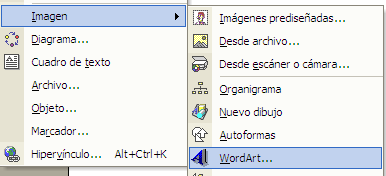 Imagen
Diagrama...
Cuadro de texto
Archivo...
Objeto...
Marcador...
Hipervínculo... Alt+Ctrl+K
Imágenes prediseñadas...
Desde archivo...
Desde escáner o cámara...
Organigrama
Nuevo dibujo
Autoformas
WordArt...